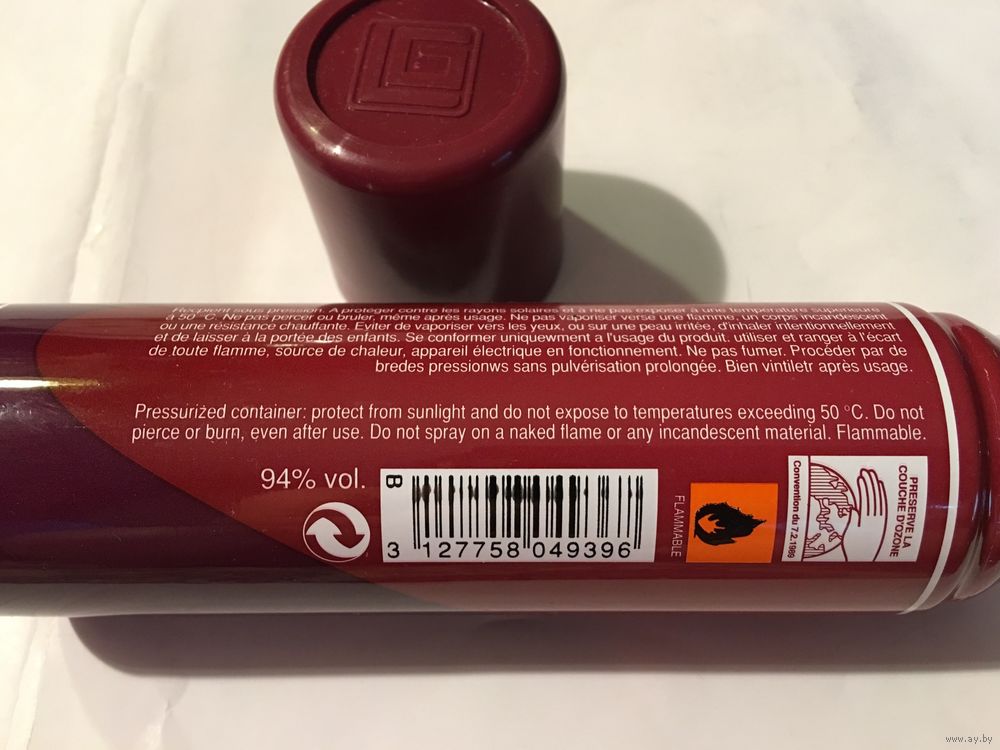 Récipient sous pression. A protéger contre les rayons solaires et à ne pas exposer à une température supérieure
à 50° C. Ne pas percer ou bruler, même après usage. Ne pas vaporiser versé une flamme, un corps incandescent
ou une résistance chauffante. Eviter de vaporiser vers les yeux, ou sur une peau irritée, d'inhaler intentionnellement
et de laisser à la portée des enfants. Se conformer uniquewment a l'usage du produit. utiliser et ranger à l'écart
de toute flamme, source de chaleur, appareil électrique en fonctionnement. Ne pas fumer. Procéder par de
bredes pressionws sans pulvérisation prolongée. Bien vintiletr après usage.
Pressurized container: protect from sunlight and do not expose to temperatures exceeding 50 °C. Do not
pierce or burn, even after use. Do not spray on a naked flame or any incandescent material. Flammable.
94% vol.
B
3 127758 049396
FLAMMABLE
PRESERVE LA
COUCHE D'OZONE
Convention du 7.2.1989
www.ay.by